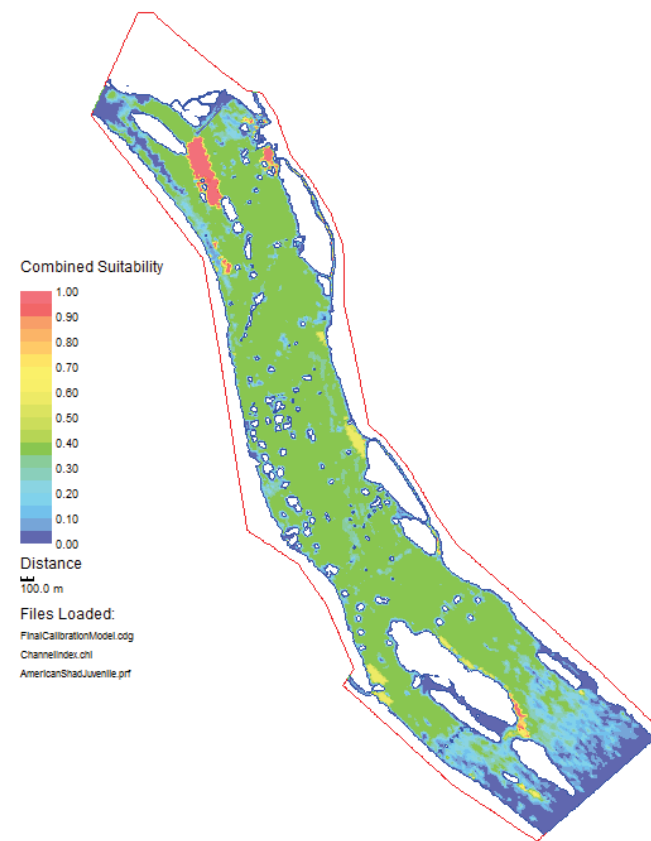 Combined Suitability
1.00
0.90
0.80
0.70
0.60
0.50
0.40
0.30
0.20
0.10
0.00
Distance
100.0 m
Files Loaded:
FinalCalibrationModel.cdg
ChannelIndex.chi
AmericanShadJuvenile.prf